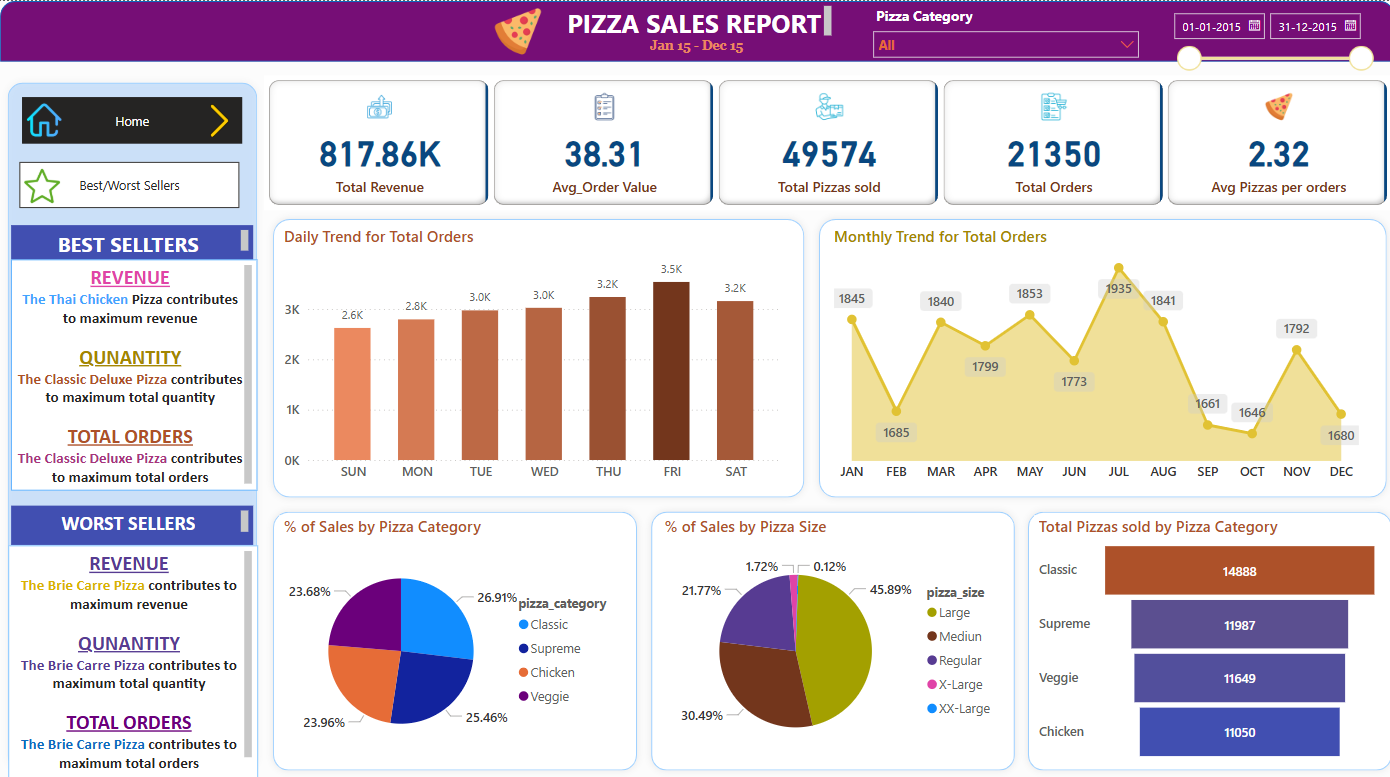 PIZZA SALES REPORT
Jan 15 - Dec 15
Pizza Category
All
01-01-2015
31-12-2015
Home
Best/Worst Sellers
BEST SELLTERS
REVENUE
The Thai Chicken Pizza contributes
to maximum revenue
QUNANTITY
The Classic Deluxe Pizza contributes
to maximum total quantity
TOTAL ORDERS
The Classic Deluxe Pizza contributes
to maximum total orders
WORST SELLERS
REVENUE
The Brie Carre Pizza contributes to
maximum revenue
QUNANTITY
The Brie Carre Pizza contributes to
maximum total quantity
TOTAL ORDERS
The Brie Carre Pizza contributes to
maximum total orders
817.86K
Total Revenue
38.31
Avg_Order Value
49574
Total Pizzas sold
21350
Total Orders
2.32
Avg Pizzas per orders
Daily Trend for Total Orders
3K
2K
1K
0K
2.6K
2.8K
3.0K
3.0K
3.2K
3.5K
3.2K
SUN MON TUE WED THU FRI SAT
Monthly Trend for Total Orders
1845
1685
1840
1799
1853
1773
1935
1841
1661
1646
1792
1680
JAN FEB MAR APR MAY JUN JUL AUG SEP OCT NOV DEC
% of Sales by Pizza Category
23.68%
26.91%
23.96%
25.46%
pizza_category
Classic
Supreme
Chicken
Veggie
% of Sales by Pizza Size
1.72%
0.12%
21.77%
45.89%
30.49%
pizza_size
Large
Mediun
Regular
X-Large
XX-Large
Total Pizzas sold by Pizza Category
Classic 14888
Supreme 11987
Veggie 11649
Chicken 11050